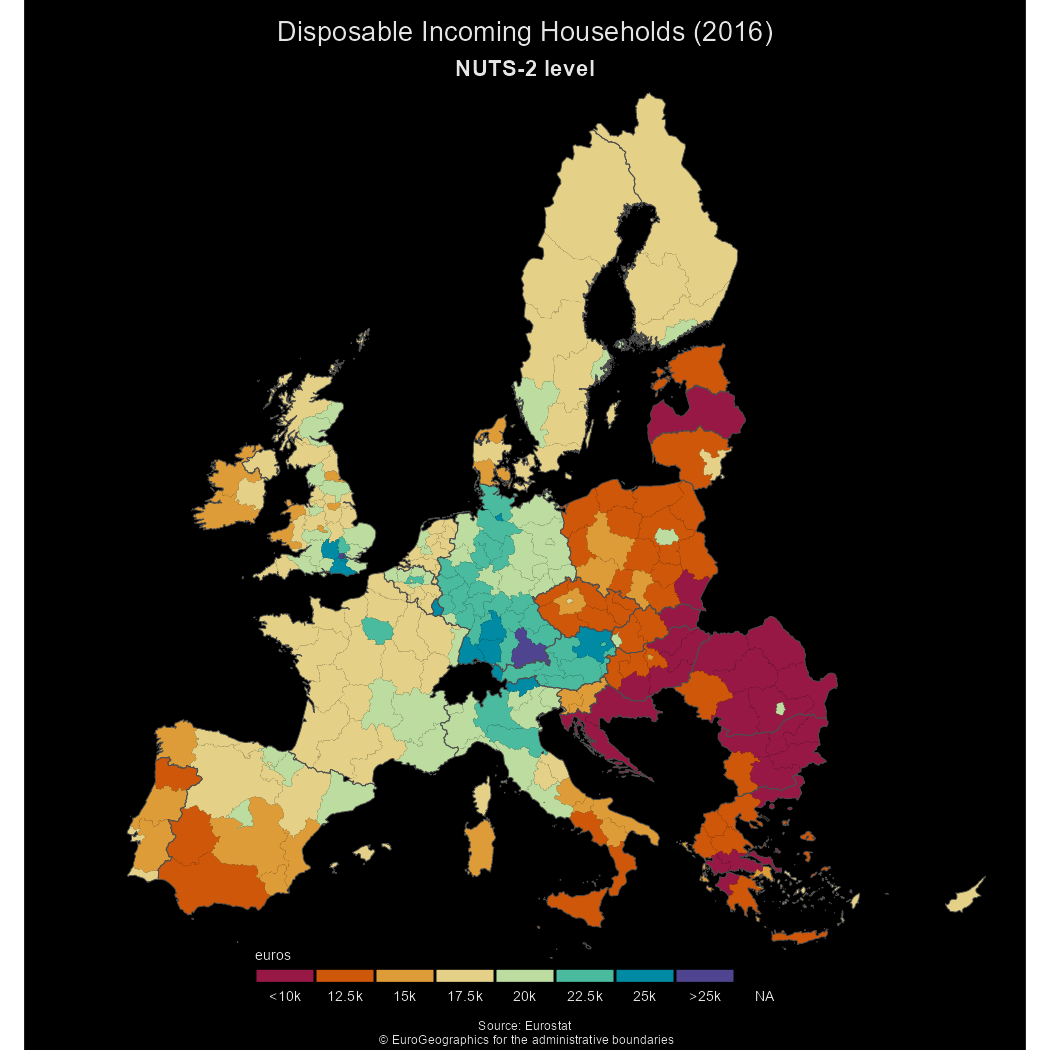 Disposable Incoming Households (2016)
NUTS-2 level
euros
<10k 12.5k 15k 17.5k 20k 22.5k 25k >25k NA
Source: Eurostat
© EuroGeographics for the administrative boundaries